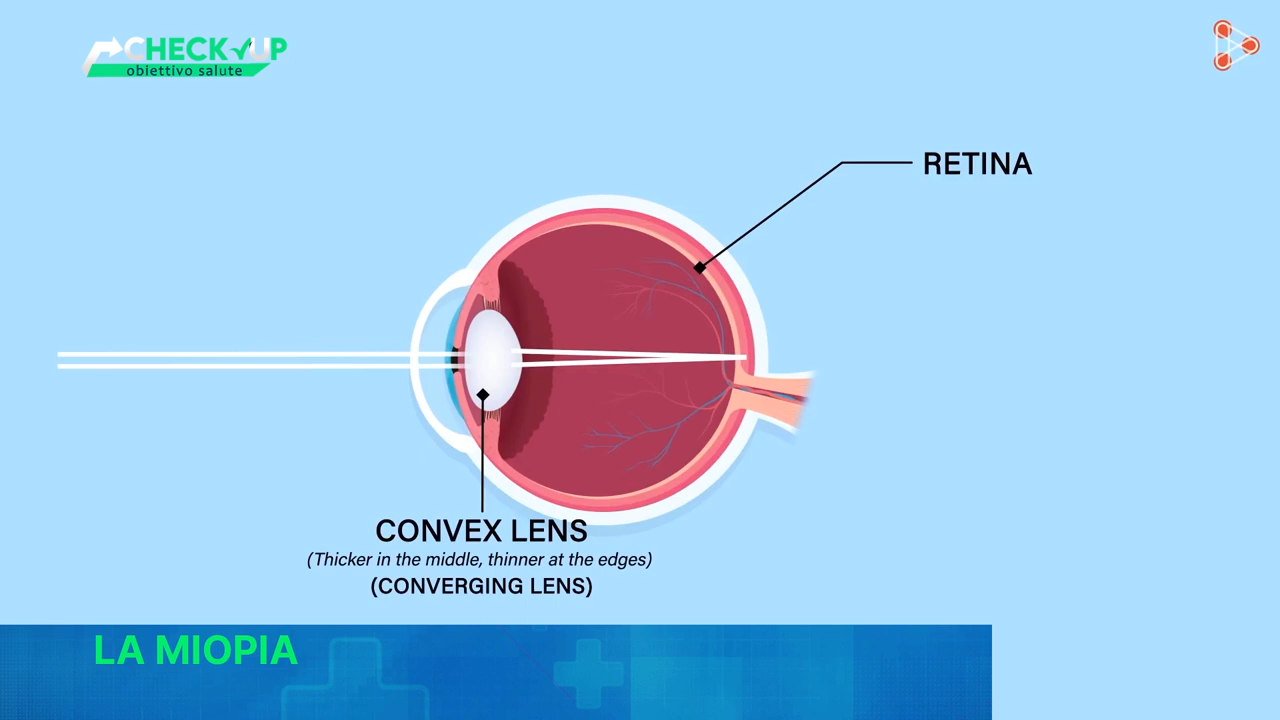 CHECK UP
obiettivo salute
RETINA
CONVEX LENS
(Thicker in the middle, thinner at the edges)
(CONVERGING LENS)
LA MIOPIA